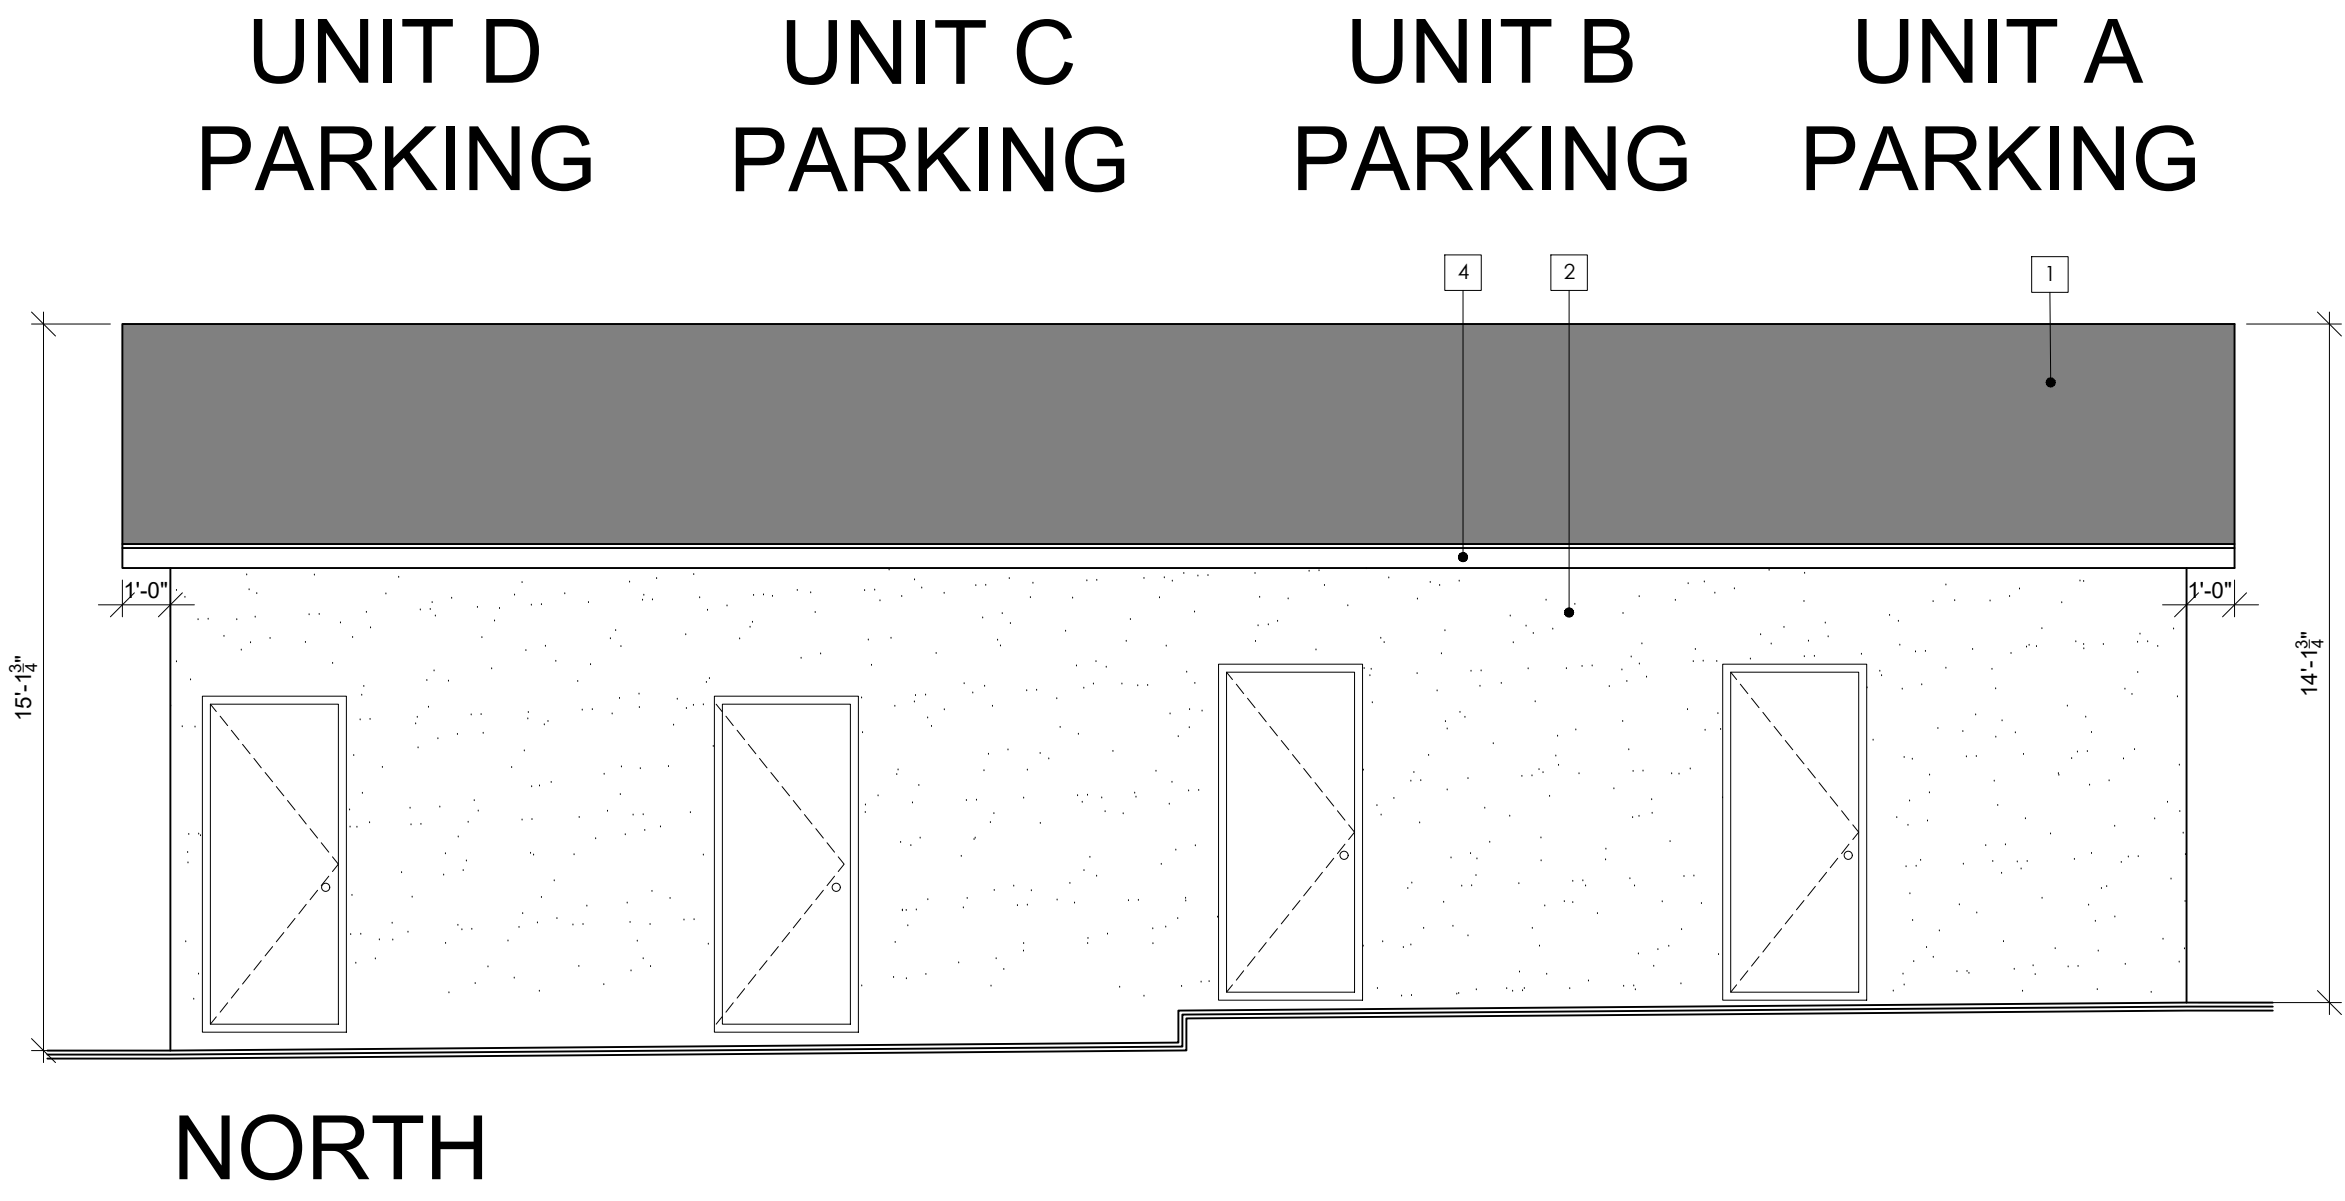 UNIT D UNIT C UNIT B UNIT A
PARKING PARKING PARKING PARKING
4 2 1
1'-0" 1'-0"
15'-1¾" 14'-1¾"
NORTH